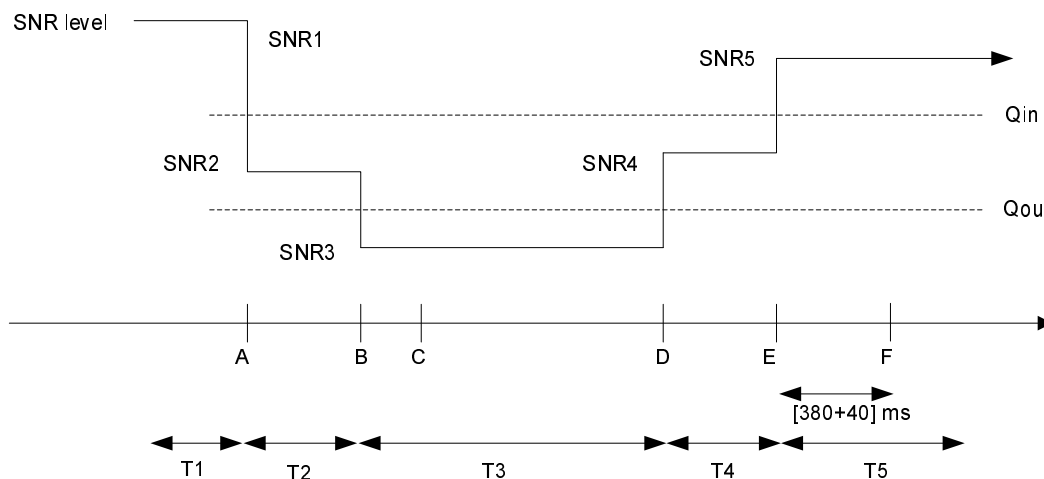 SNR level
SNR1
SNR5
Qin
SNR2
SNR4
Qou
SNR3
A
B
C
D
E
F
[380+40] ms
T1
T2
T3
T4
T5